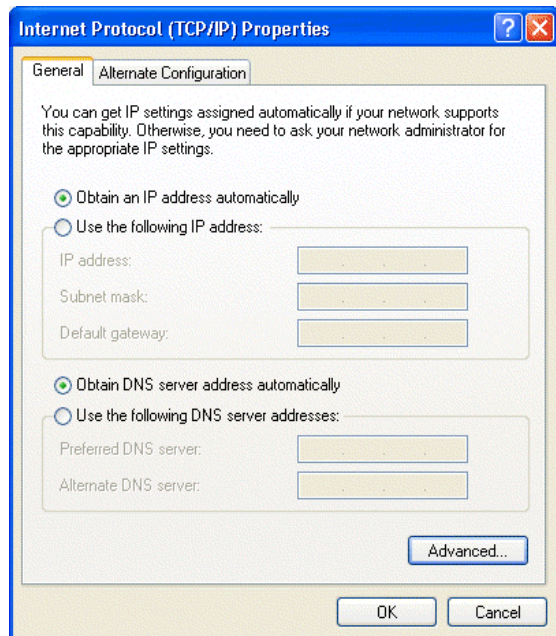 Internet Protocol (TCP/IP) Properties
General
Alternate Configuration
You can get IP settings assigned automatically if your network supports
this capability. Otherwise, you need to ask your network administrator for
the appropriate IP settings.
Obtain an IP address automatically
Use the following IP address:
IP address:
Subnet mask:
Default gateway:
Obtain DNS server address automatically
Use the following DNS server addresses:
Preferred DNS server:
Alternate DNS server:
Advanced...
OK
Cancel